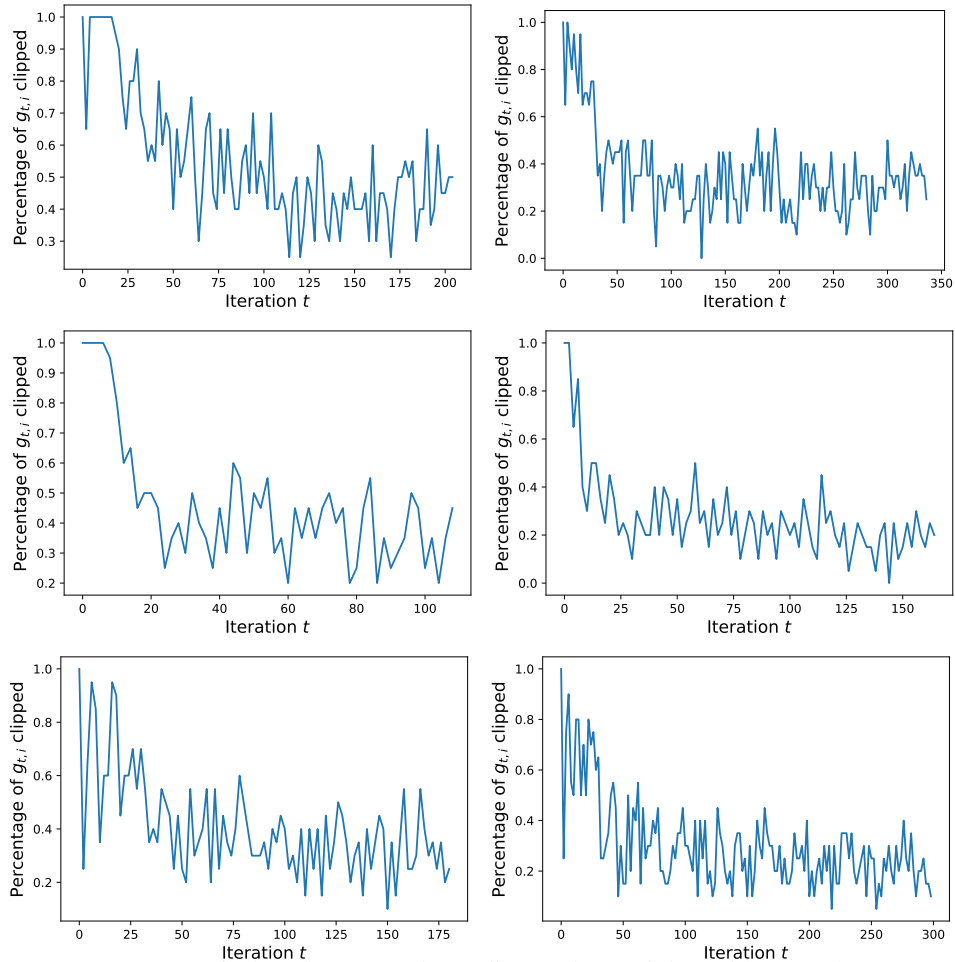 Percentage of g_{t,i} clipped
1.0
0.9
0.8
0.7
0.6
0.5
0.4
0.3
0 25 50 75 100 125 150 175 200
Iteration t
Percentage of g_{t,i} clipped
1.0
0.8
0.6
0.4
0.2
0.0
0 50 100 150 200 250 300 350
Iteration t
Percentage of g_{t,i} clipped
1.0
0.9
0.8
0.7
0.6
0.5
0.4
0.3
0.2
0 20 40 60 80 100
Iteration t
Percentage of g_{t,i} clipped
1.0
0.8
0.6
0.4
0.2
0.0
0 25 50 75 100 125 150
Iteration t
Percentage of g_{t,i} clipped
1.0
0.8
0.6
0.4
0.2
0 25 50 75 100 125 150 175
Iteration t
Percentage of g_{t,i} clipped
1.0
0.8
0.6
0.4
0.2
0 50 100 150 200 250 300
Iteration t